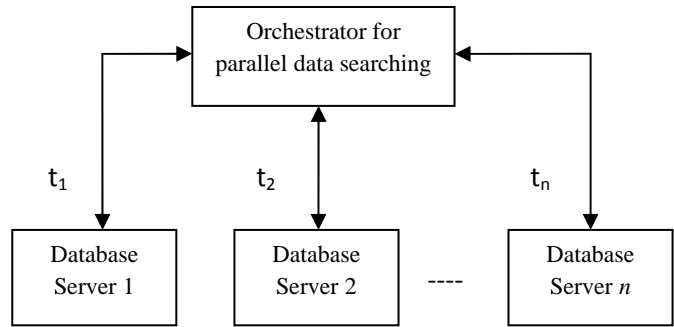 Orchestrator for
parallel data searching
t₁
t₂
tₙ
Database
Server 1
Database
Server 2
----
Database
Server n